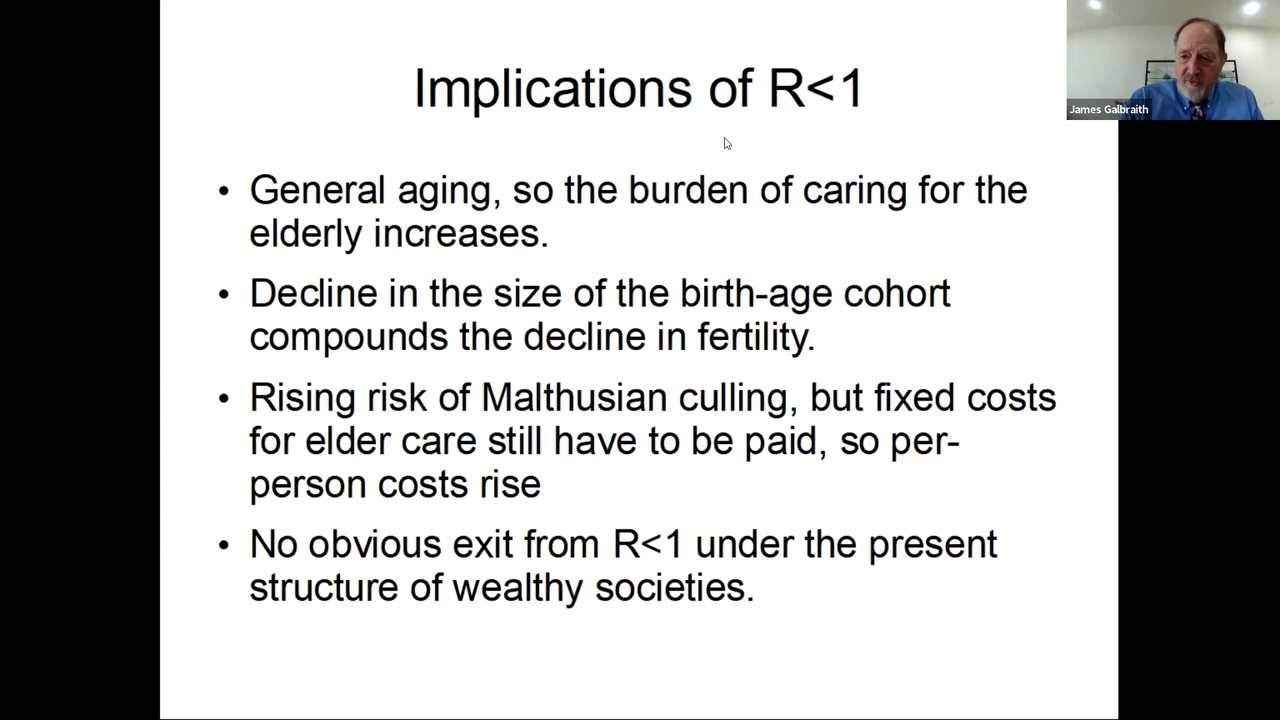 Implications of R<1
James Galbraith
• General aging, so the burden of caring for the
elderly increases.
• Decline in the size of the birth-age cohort
compounds the decline in fertility.
• Rising risk of Malthusian culling, but fixed costs
for elder care still have to be paid, so per-
person costs rise
• No obvious exit from R<1 under the present
structure of wealthy societies.